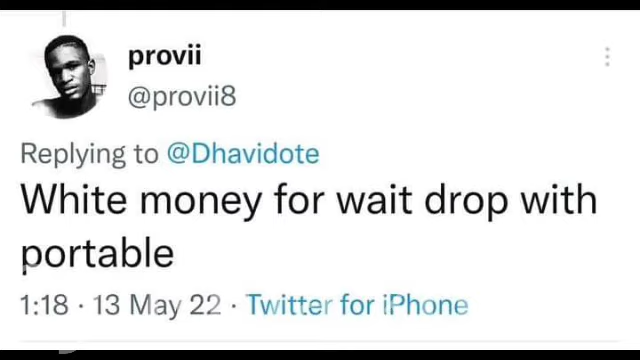 provii
@provii8
Replying to @Dhavidote
White money for wait drop with
portable
1:18 · 13 May 22 · Twitter for iPhone